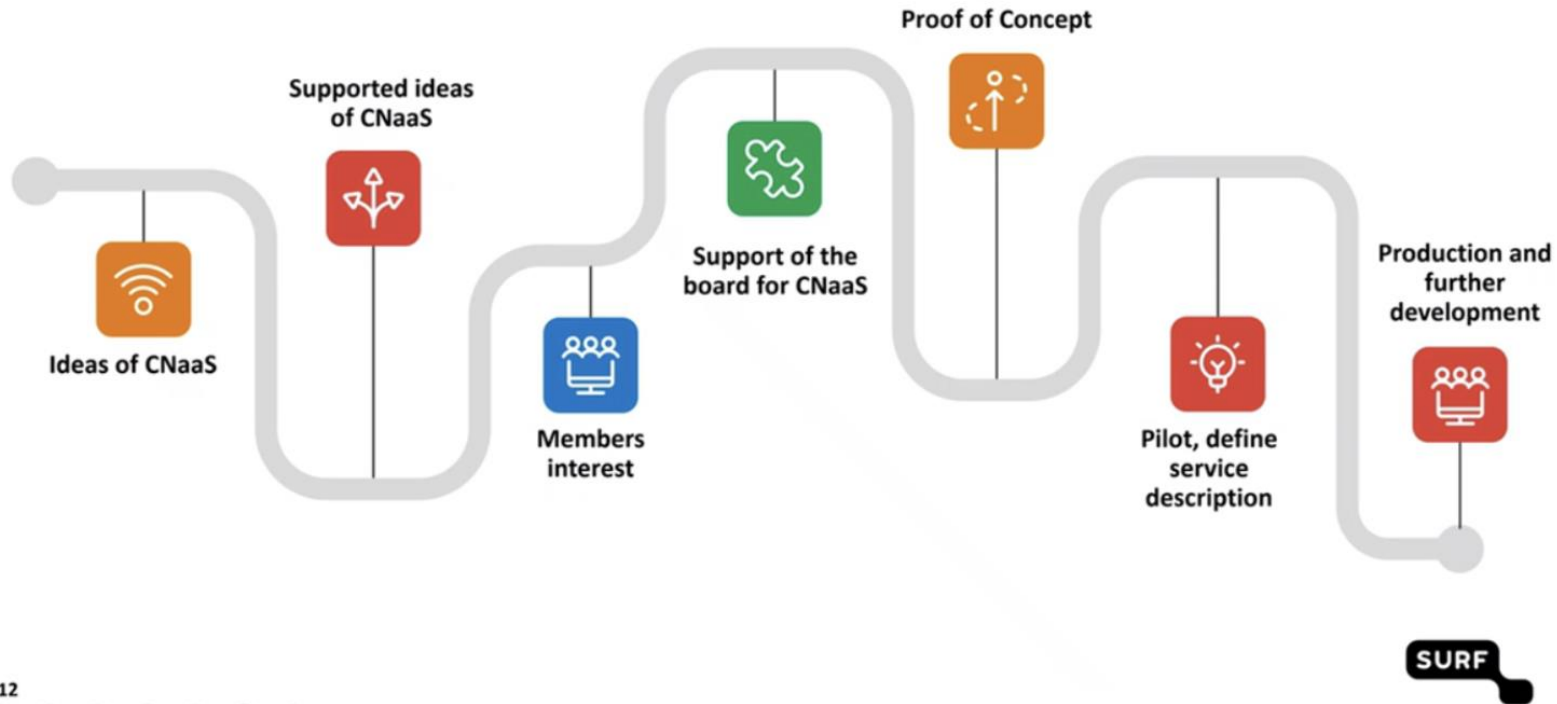 Ideas of CNaaS
Supported ideas
of CNaaS
Members
interest
Support of the
board for CNaaS
Proof of Concept
Pilot, define
service
description
Production and
further
development
SURF
12